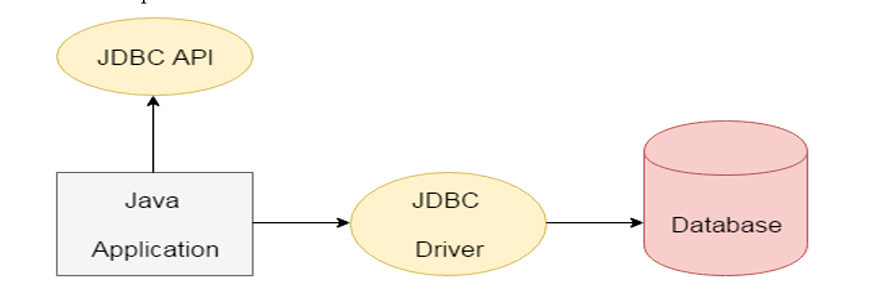 JDBC API
Java
Application
JDBC
Driver
Database